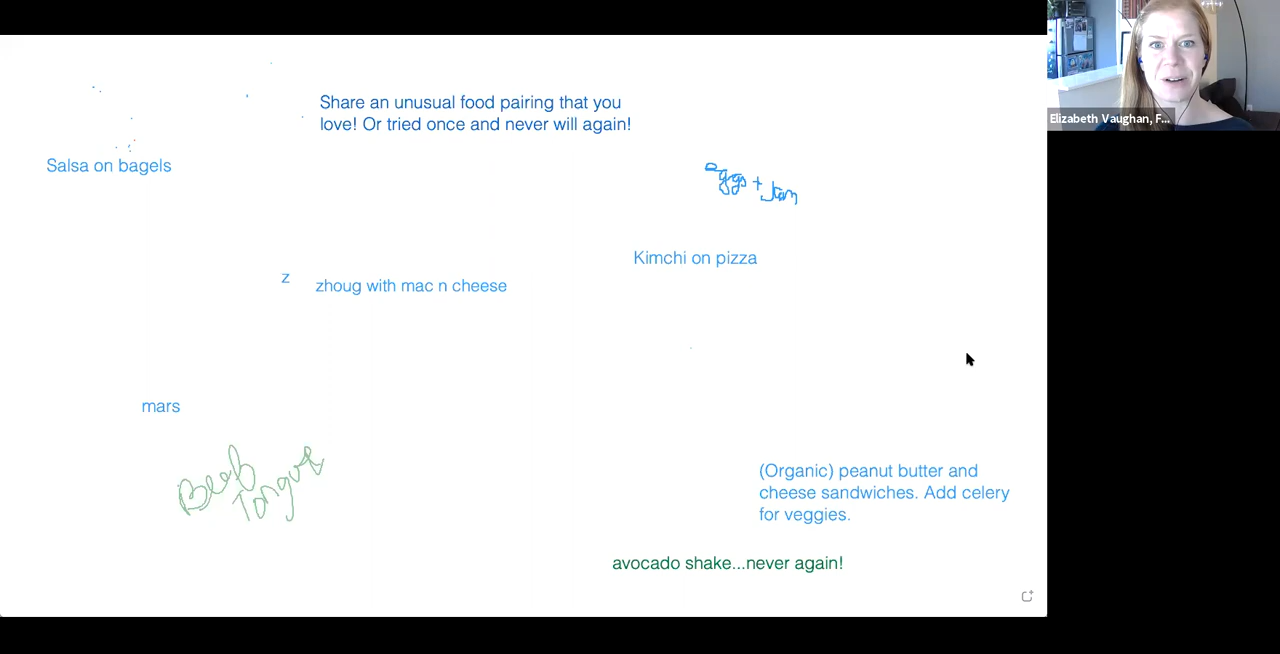 Share an unusual food pairing that you
love! Or tried once and never will again!
Elizabeth Vaughan, F...
Salsa on bagels
eggs + Jam
Kimchi on pizza
z
zhoug with mac n cheese
mars
Beef
Tongue
(Organic) peanut butter and
cheese sandwiches. Add celery
for veggies.
avocado shake...never again!